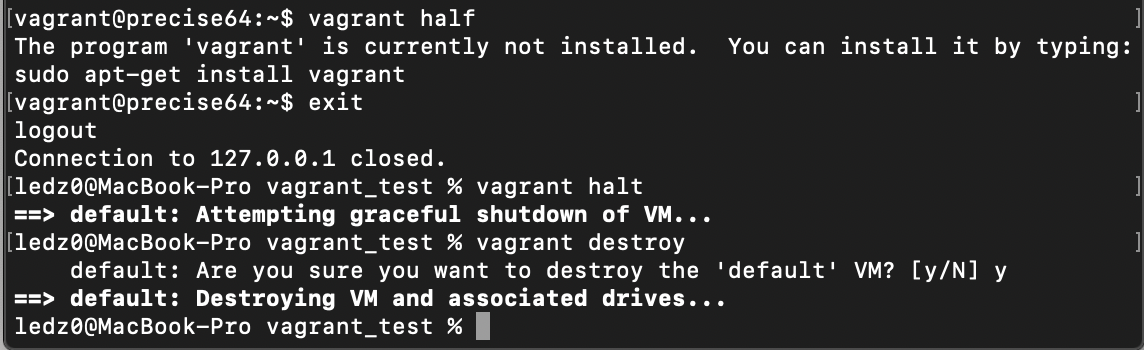 [vagrant@precise64:~$ vagrant half ]
The program 'vagrant' is currently not installed.  You can install it by typing:
sudo apt-get install vagrant
[vagrant@precise64:~$ exit ]
logout
Connection to 127.0.0.1 closed.
[ledz0@MacBook-Pro vagrant_test % vagrant halt ]
==> default: Attempting graceful shutdown of VM...
[ledz0@MacBook-Pro vagrant_test % vagrant destroy ]
    default: Are you sure you want to destroy the 'default' VM? [y/N] y
==> default: Destroying VM and associated drives...
ledz0@MacBook-Pro vagrant_test %